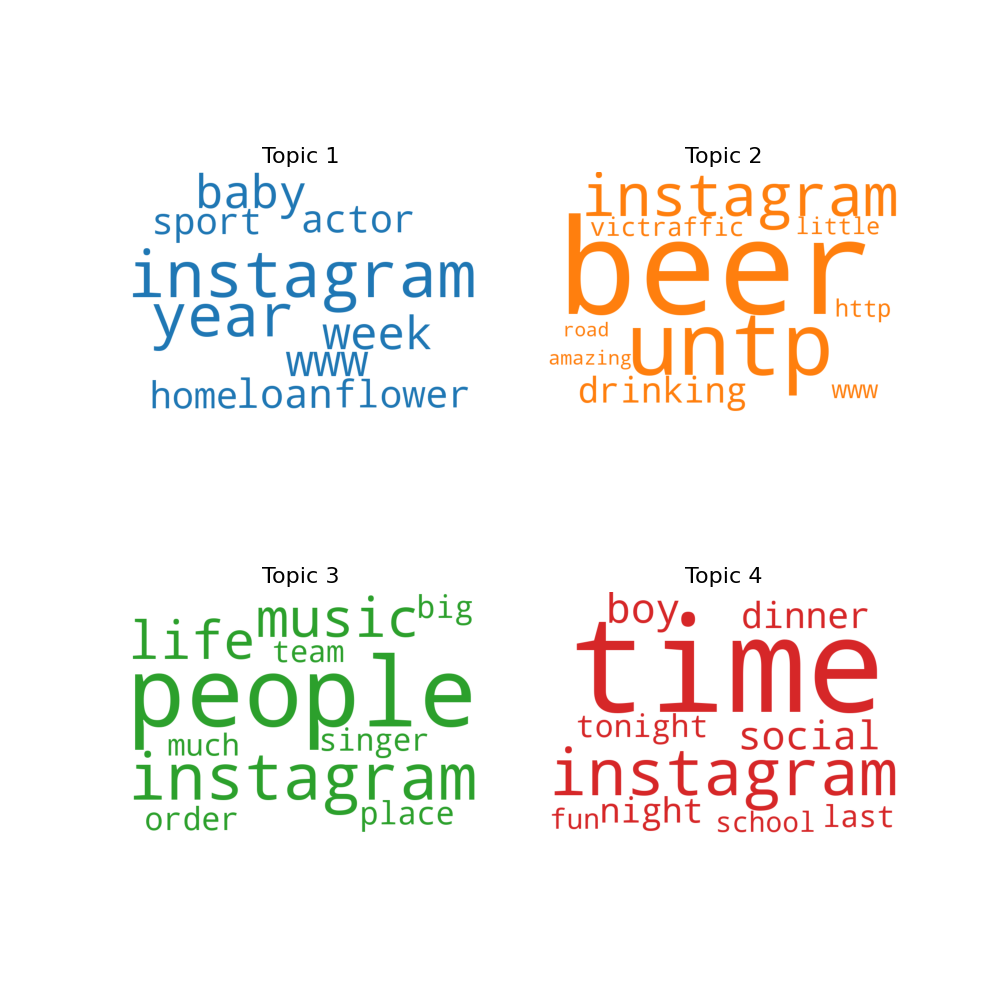 Topic 1
baby
sport actor
instagram
year
week
www
homeloanflower
Topic 2
instagram
victraffic little
beer
http
road
untp
amazing
drinking
www
Topic 3
big
music
life
team
people
singer
much
instagram
place
order
Topic 4
boy
dinner
time
tonight
social
instagram
night
fun
school
last